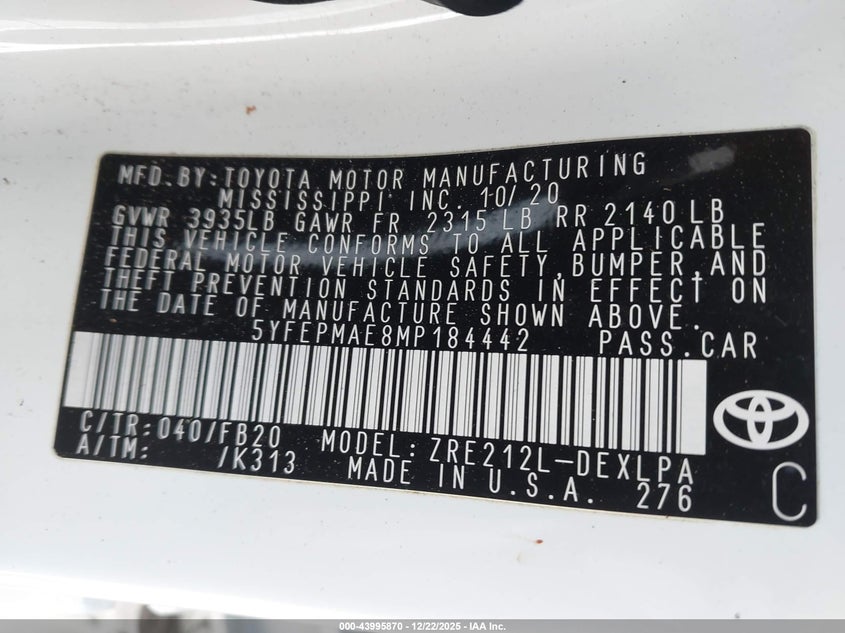 MFD. BY: TOYOTA MOTOR MANUFACTURING
MISSISSIPPI INC. 10/20
GVWR 3935LB GAWR FR 2315 LB RR 2140 LB
THIS VEHICLE CONFORMS TO ALL APPLICABLE
FEDERAL MOTOR VEHICLE SAFETY, BUMPER, AND
THEFT PREVENTION STANDARDS IN EFFECT ON
THE DATE OF MANUFACTURE SHOWN ABOVE.
5YFEPMAE8MP184442 PASS.CAR
C/TR: 040/FB20 MODEL: ZRE212L-DEXLPA
A/TM: /K313 MADE IN U.S.A. 276
C
000-43995870 - 12/22/2025 - IAA Inc.